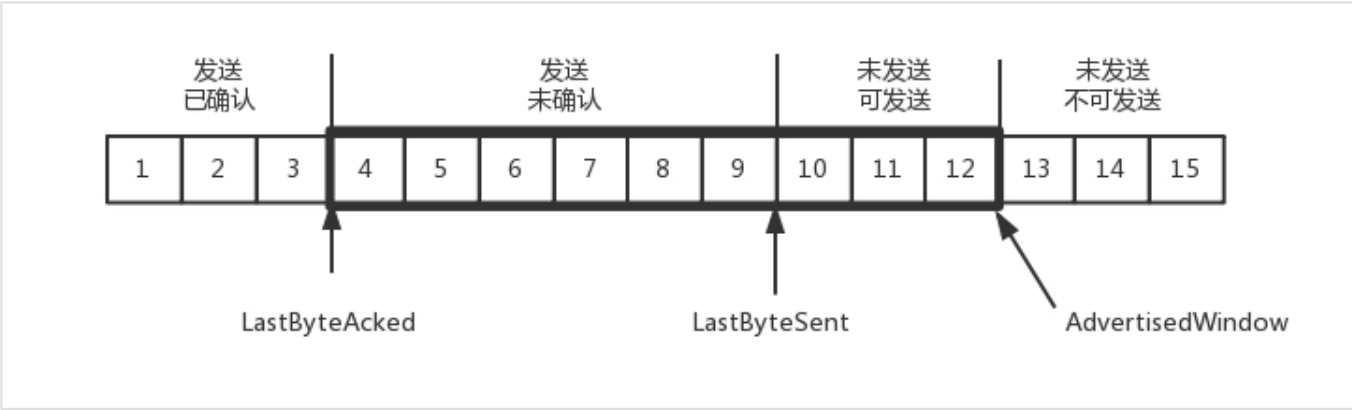 发送
已确认
发送
未确认
未发送
可发送
未发送
不可发送
1 2 3 4 5 6 7 8 9 10 11 12 13 14 15
LastByteAcked
LastByteSent
AdvertisedWindow